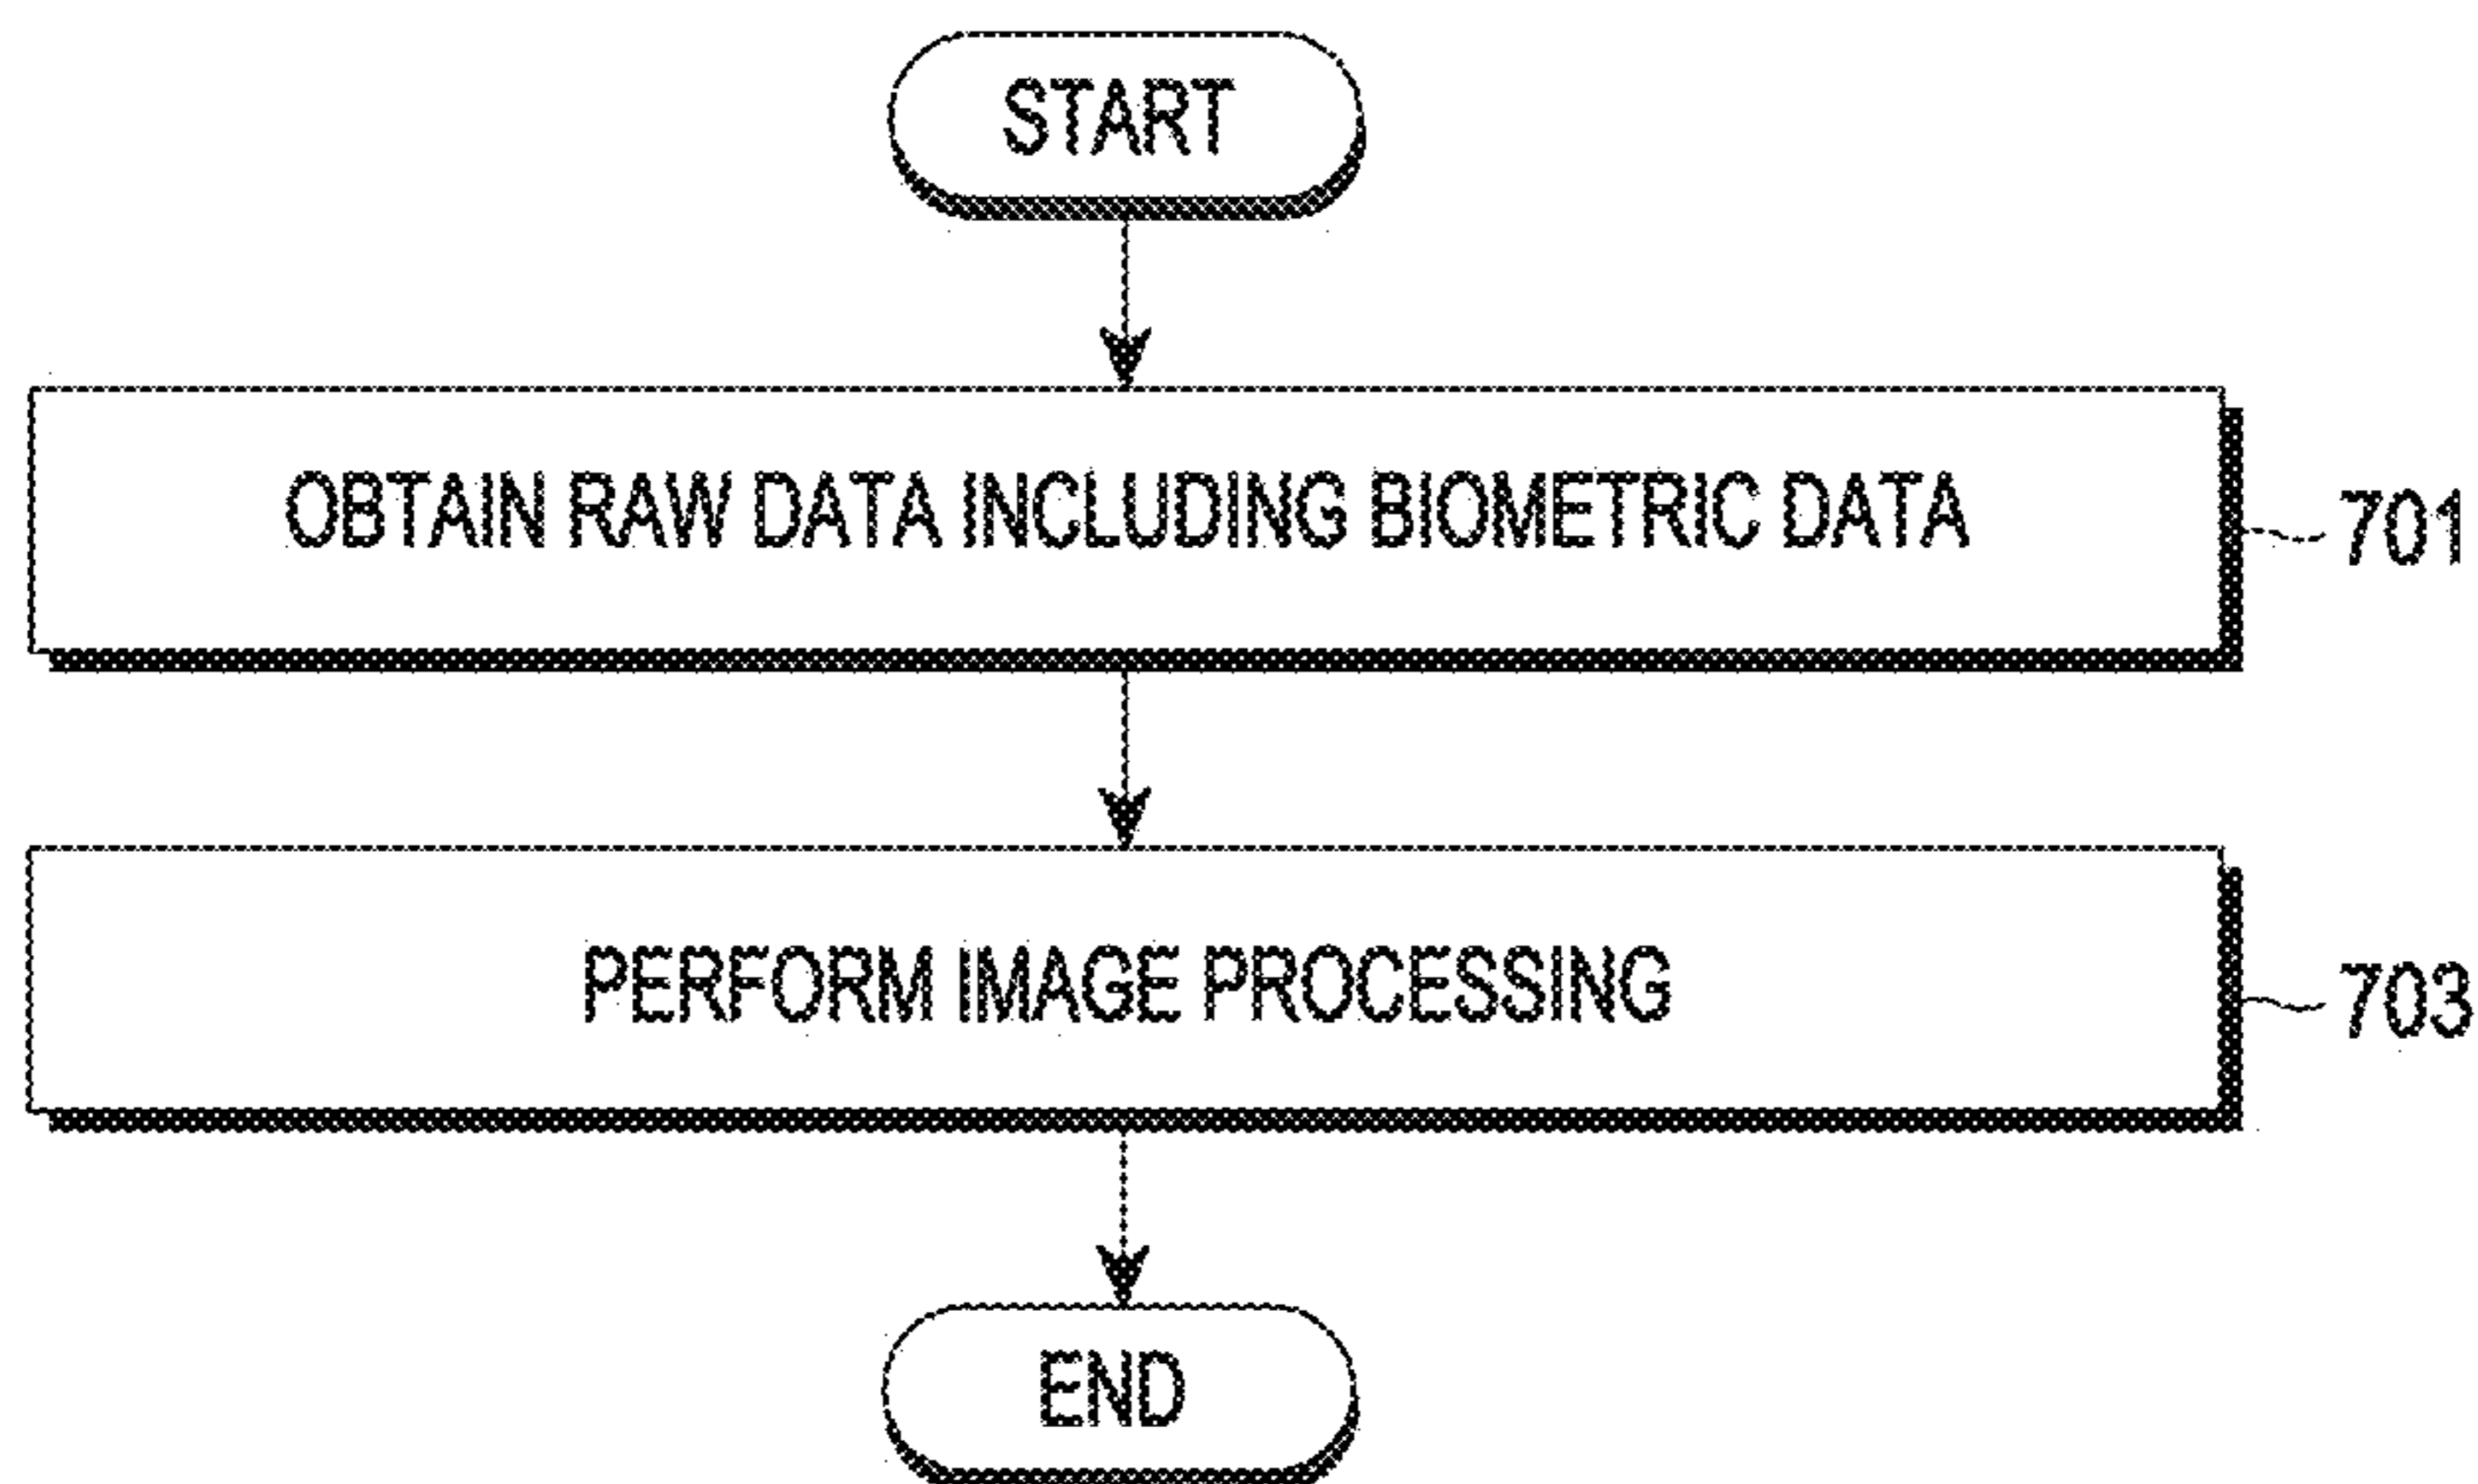 START
OBTAIN RAW DATA INCLUDING BIOMETRIC DATA
701
PERFORM IMAGE PROCESSING
703
END